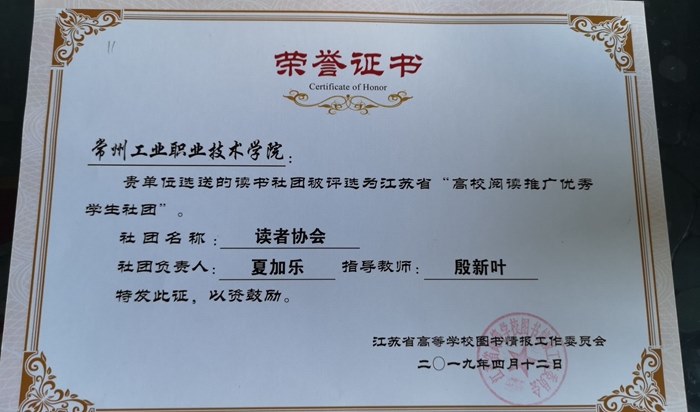 荣誉证书
Certificate of Honor
常州工业职业技术学院：
贵单位选送的读书社团被评选为江苏省“高校阅读推广优秀
学生社团”。
社团名称： 读者协会
社团负责人： 夏加乐 指导教师： 殷新叶
特发此证，以资鼓励。
江苏省高等学校图书情报工作委员会
二〇一九年四月十二日